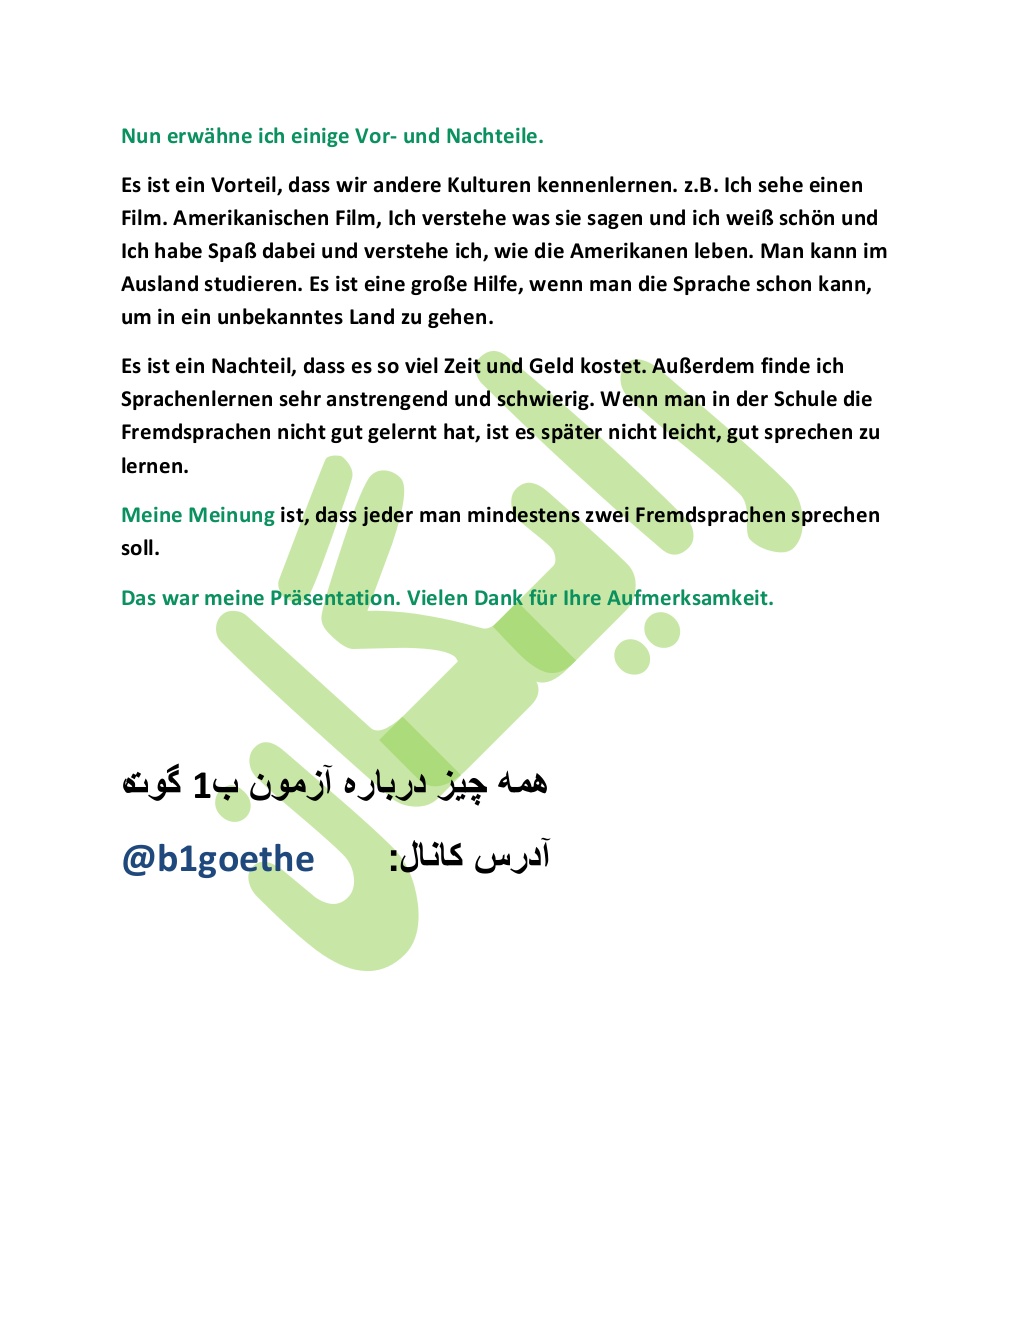 Nun erwähne ich einige Vor- und Nachteile.
Es ist ein Vorteil, dass wir andere Kulturen kennenlernen. z.B. Ich sehe einen
Film. Amerikanischen Film, Ich verstehe was sie sagen und ich weiß schön und
Ich habe Spaß dabei und verstehe ich, wie die Amerikanen leben. Man kann im
Ausland studieren. Es ist eine große Hilfe, wenn man die Sprache schon kann,
um in ein unbekanntes Land zu gehen.
Es ist ein Nachteil, dass es so viel Zeit und Geld kostet. Außerdem finde ich
Sprachenlernen sehr anstrengend und schwierig. Wenn man in der Schule die
Fremdsprachen nicht gut gelernt hat, ist es später nicht leicht, gut sprechen zu
lernen.
Meine Meinung ist, dass jeder man mindestens zwei Fremdsprachen sprechen
soll.
Das war meine Präsentation. Vielen Dank für Ihre Aufmerksamkeit.
رایگان
همه چیز درباره آزمون ب1 گوته
آدرس کانال: @b1goethe